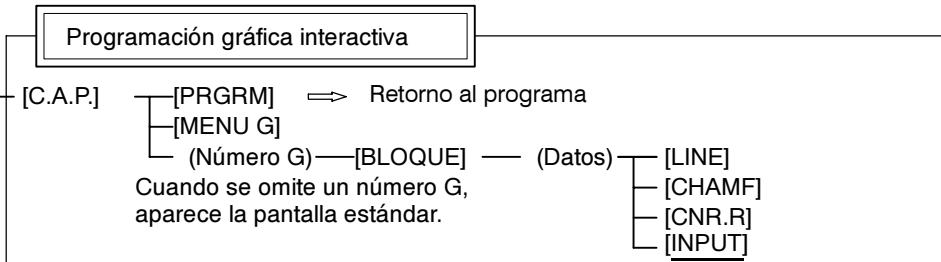 Programación gráfica interactiva
[C.A.P.] [PRGRM] Retorno al programa
[MENU G]
(Número G) [BLOQUE] (Datos) [LINE]
Cuando se omite un número G, [CHAMF]
aparece la pantalla estándar. [CNR.R]
[INPUT]